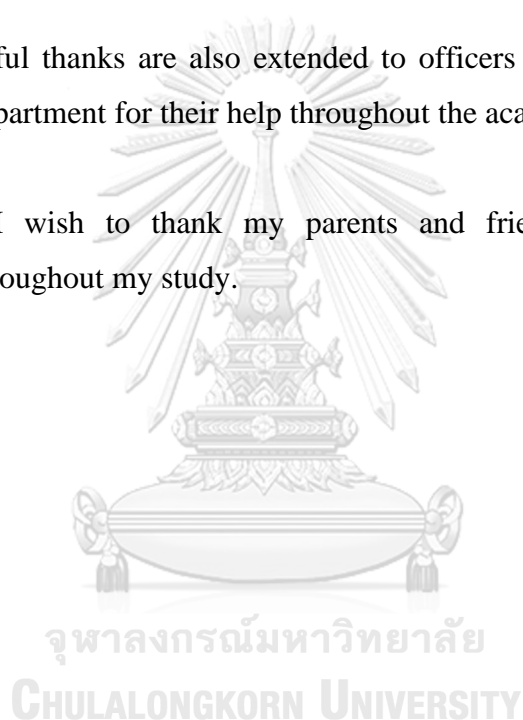 ful thanks are also extended to officers
partment for their help throughout the aca
I wish to thank my parents and frie
roughout my study.
จุฬาลงกรณ์มหาวิทยาลัย
CHULALONGKORN UNIVERSITY